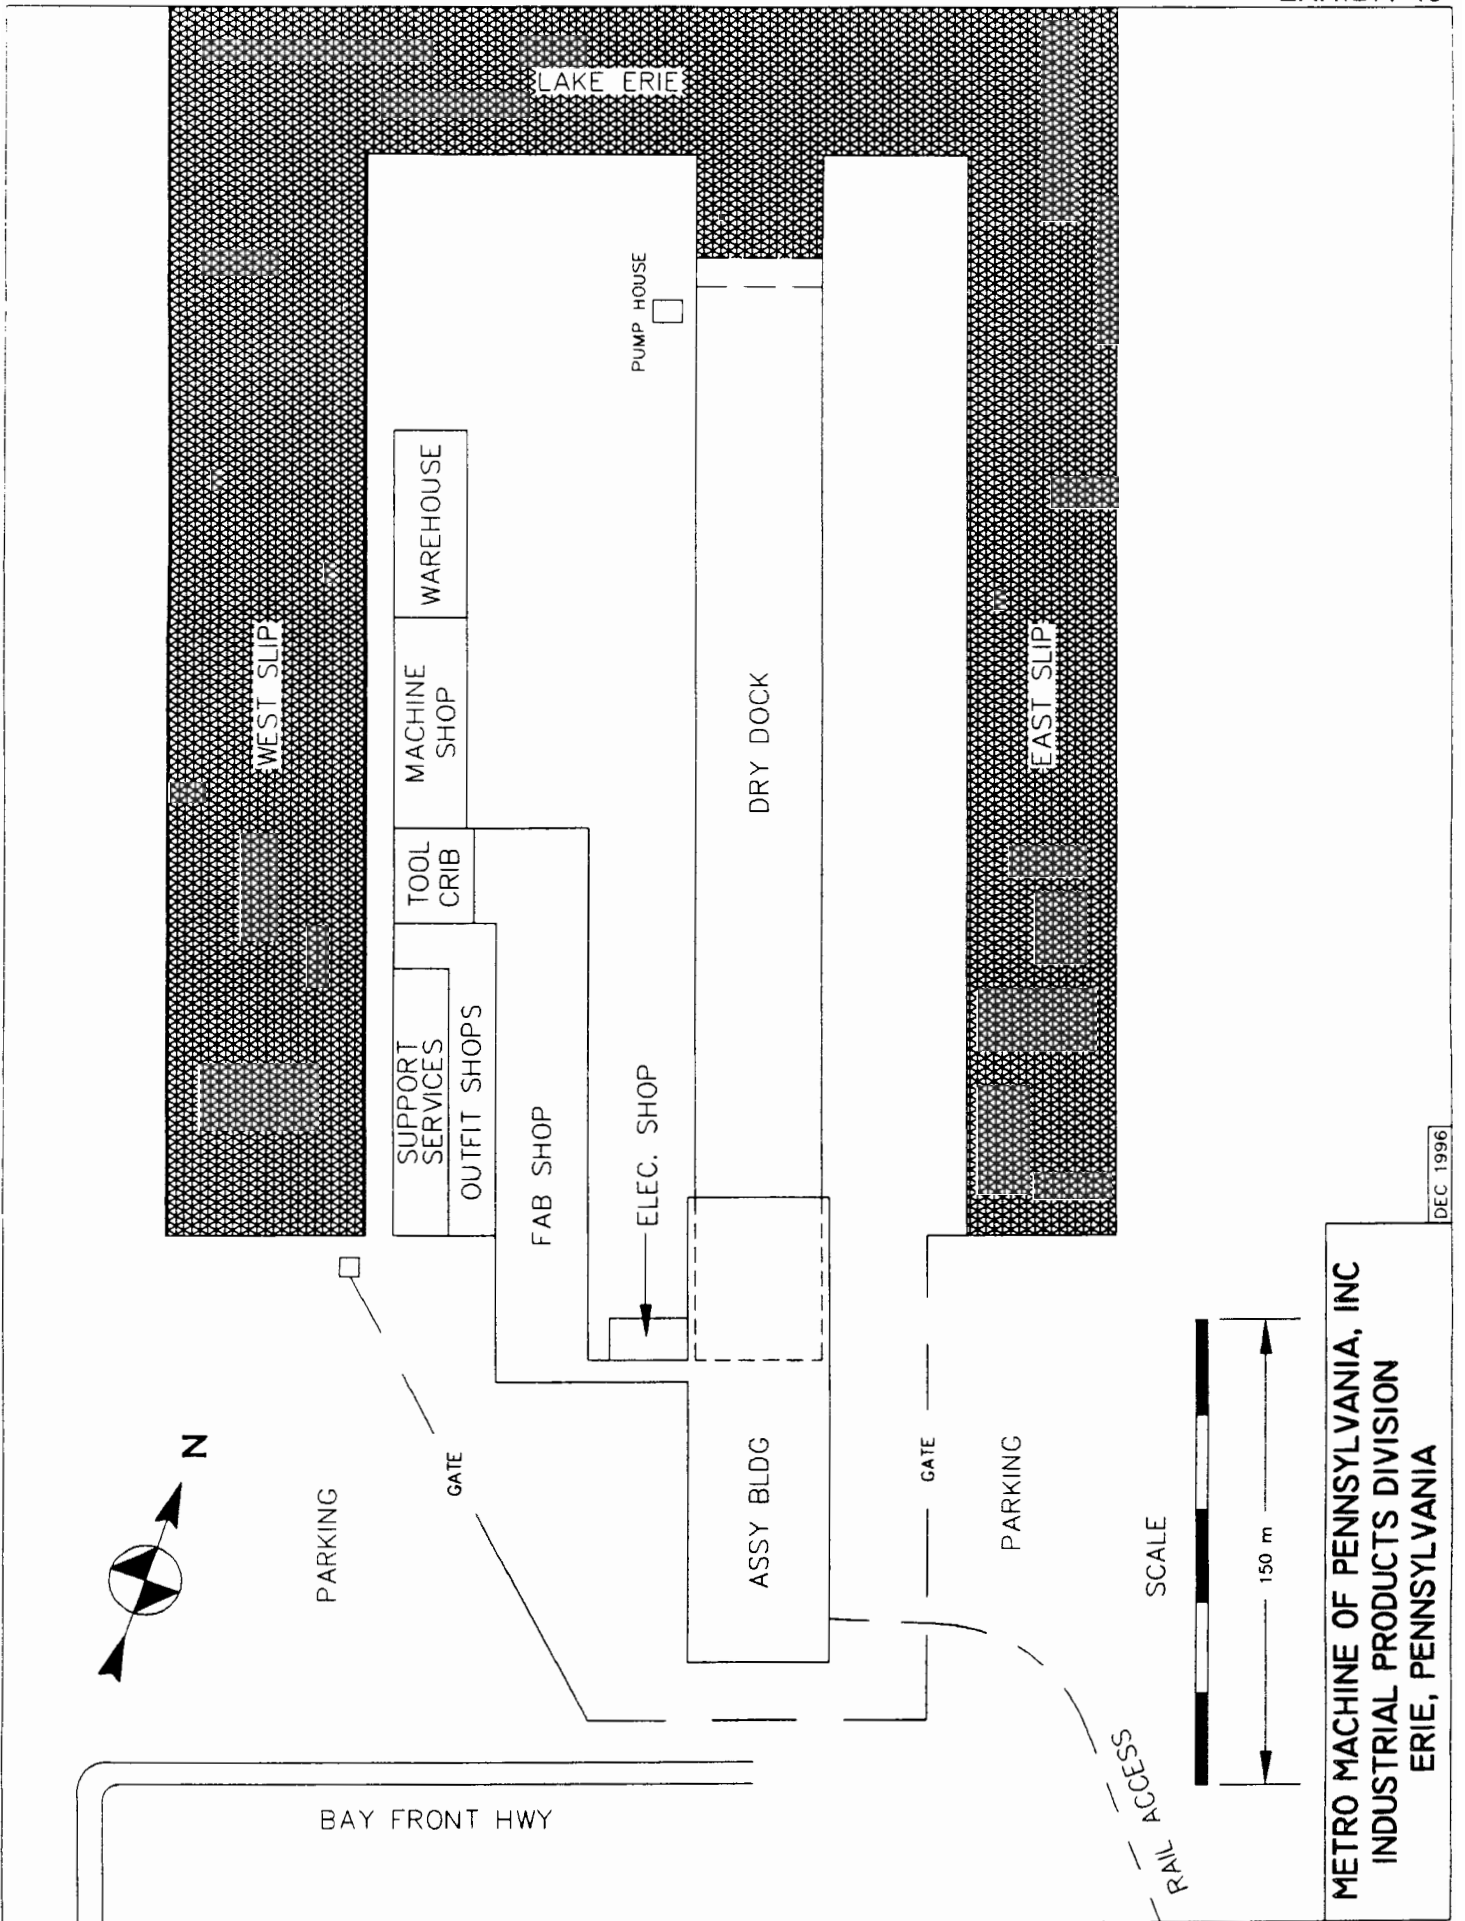 LAKE ERIE
PUMP HOUSE
WAREHOUSE
WEST SLIP
MACHINE
SHOP
DRY DOCK
EAST SLIP
TOOL
CRIB
SUPPORT
SERVICES
OUTFIT SHOPS
FAB SHOP
ELEC. SHOP
N
GATE
PARKING
ASSY BLDG
GATE
PARKING
SCALE
150 m
BAY FRONT HWY
RAIL ACCESS
DEC 1996
METRO MACHINE OF PENNSYLVANIA, INC
INDUSTRIAL PRODUCTS DIVISION
ERIE, PENNSYLVANIA